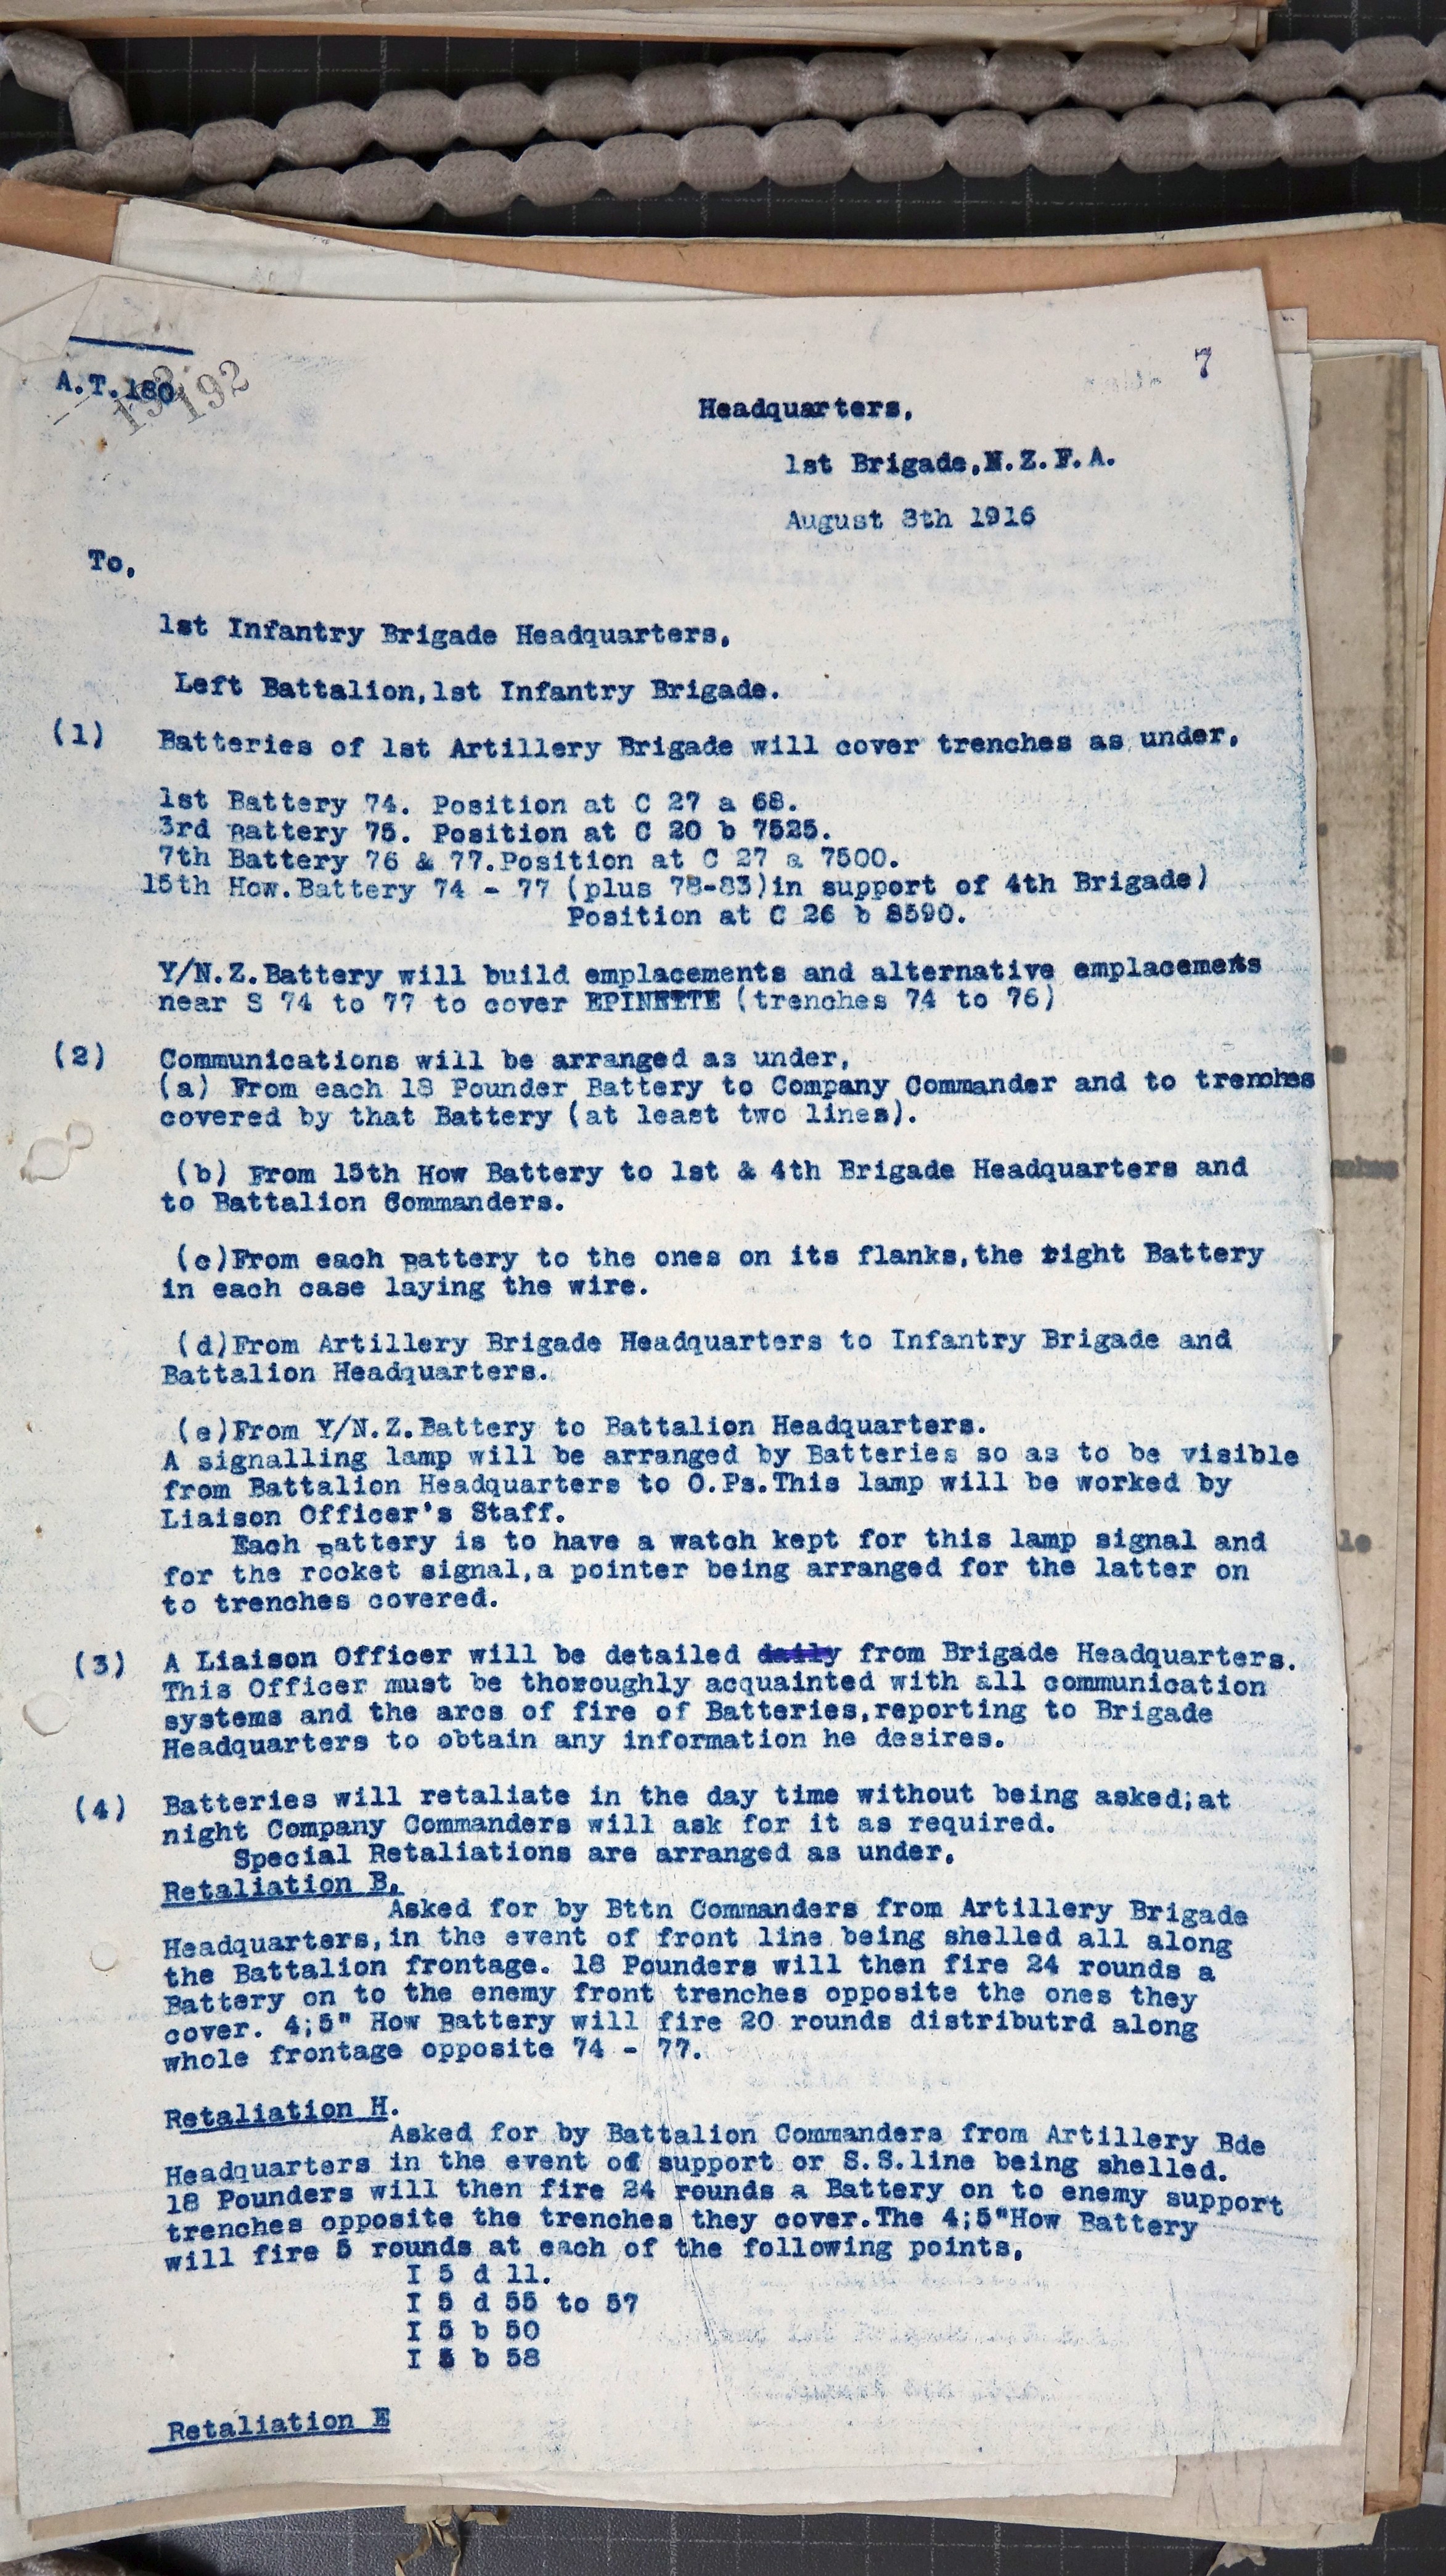 7
A.T.180
192
192
Headquarters,
1st Brigade,N.Z.F.A.
August 8th 1916
To,
1st Infantry Brigade Headquarters,
Left Battalion,1st Infantry Brigade.
(1) Batteries of 1st Artillery Brigade will cover trenches as under,
1st Battery 74. Position at C 27 a 68.
3rd Battery 75. Position at C 20 b 7525.
7th Battery 76 & 77.Position at C 27 a 7500.
15th How.Battery 74 - 77 (plus 78-83)in support of 4th Brigade)
Position at C 26 b 8590.
Y/N.Z.Battery will build emplacements and alternative emplacements
near S 74 to 77 to cover EPINETTE (trenches 74 to 76)
(2) Communications will be arranged as under,
(a) From each 18 Pounder Battery to Company Commander and to trenches
covered by that Battery (at least two lines).
(b) From 15th How Battery to 1st & 4th Brigade Headquarters and
to Battalion Commanders.
(c)From each Battery to the ones on its flanks,the right Battery
in each case laying the wire.
(d)From Artillery Brigade Headquarters to Infantry Brigade and
Battalion Headquarters.
(e)From Y/N.Z.Battery to Battalion Headquarters.
A signalling lamp will be arranged by Batteries so as to be visible
from Battalion Headquarters to O.Ps.This lamp will be worked by
Liaison Officer's Staff.
Each Battery is to have a watch kept for this lamp signal and
for the rocket signal,a pointer being arranged for the latter on
to trenches covered.
(3) A Liaison Officer will be detailed daily from Brigade Headquarters.
This Officer must be thoroughly acquainted with all communication
systems and the arcs of fire of Batteries,reporting to Brigade
Headquarters to obtain any information he desires.
(4) Batteries will retaliate in the day time without being asked;at
night Company Commanders will ask for it as required.
Special Retaliations are arranged as under,
Retaliation B,
Asked for by Bttn Commanders from Artillery Brigade
Headquarters,in the event of front line being shelled all along
the Battalion frontage. 18 Pounders will then fire 24 rounds a
Battery on to the enemy front trenches opposite the ones they
cover. 4;5" How Battery will fire 20 rounds distributrd along
whole frontage opposite 74 - 77.
Retaliation H.
Asked for by Battalion Commanders from Artillery Bde
Headquarters in the event of support or S.S.line being shelled.
18 Pounders will then fire 24 rounds a Battery on to enemy support
trenches opposite the trenches they cover.The 4;5"How Battery
will fire 5 rounds at each of the following points,
I 5 d 11.
I 5 d 55 to 57
I 5 b 50
I 5 b 58
Retaliation E